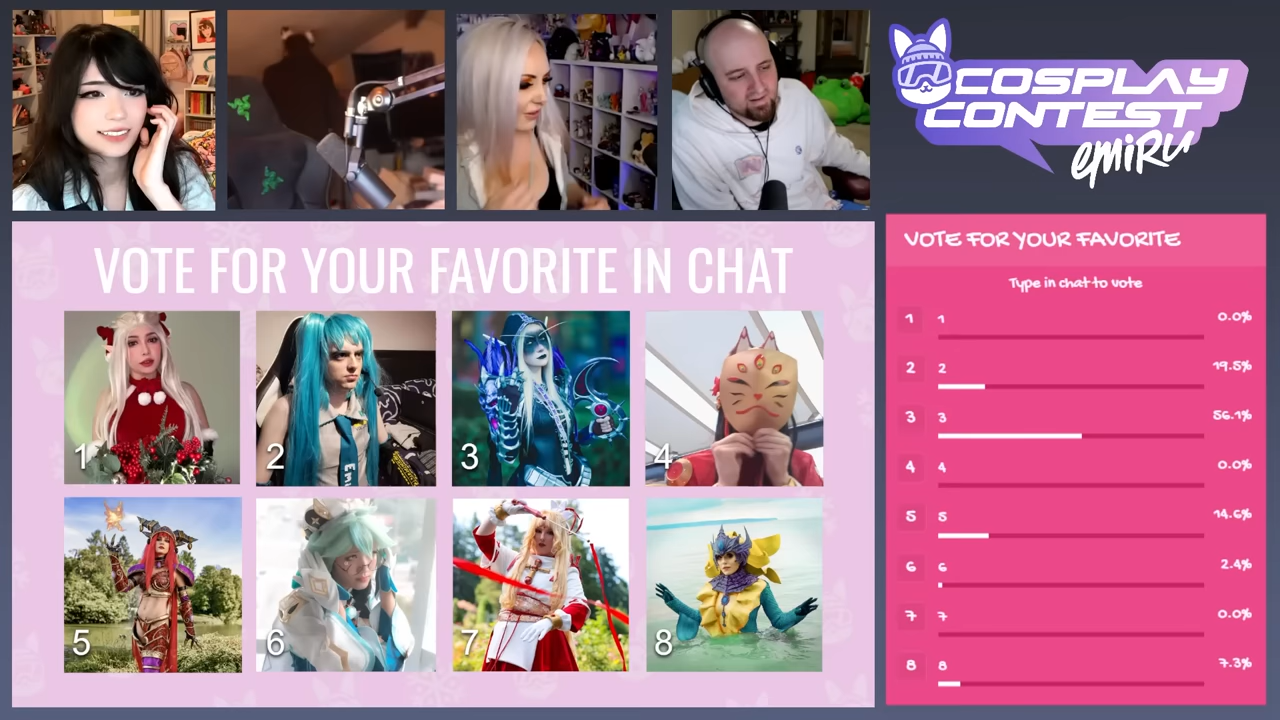 COSPLAY
CONTEST
emiru
VOTE FOR YOUR FAVORITE IN CHAT
1
2
3
4
5
6
7
8
VOTE FOR YOUR FAVORITE
Type in chat to vote
1 1 0.0%
2 2 19.5%
3 3 56.1%
4 4 0.0%
5 5 14.6%
6 6 2.4%
7 7 0.0%
8 8 7.3%